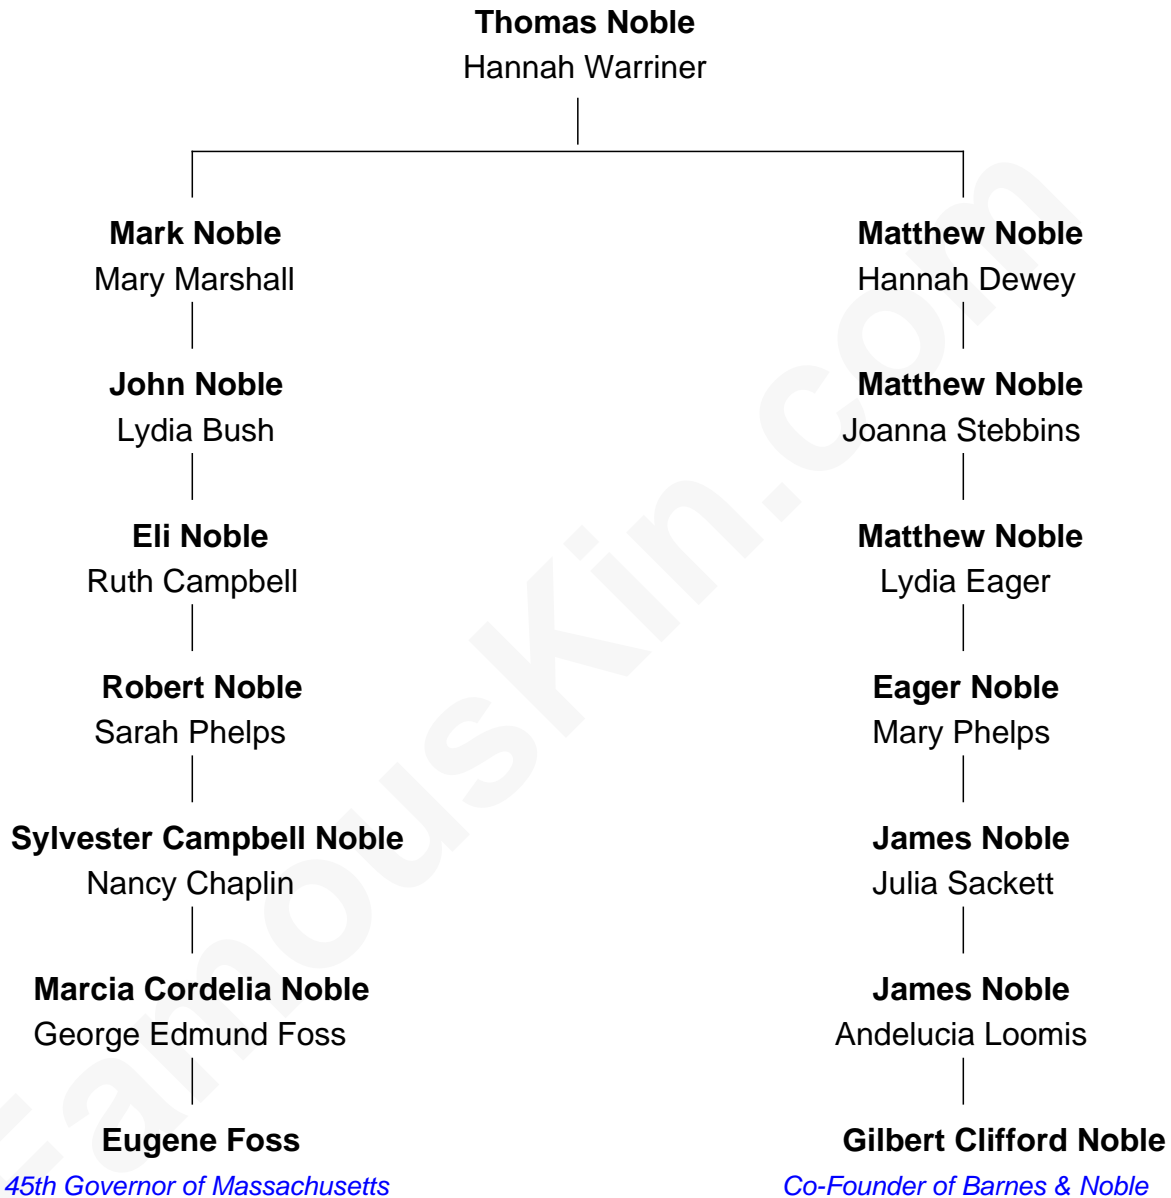 Thomas Noble
Hannah Warriner
Mark Noble
Mary Marshall
Matthew Noble
Hannah Dewey
John Noble
Lydia Bush
Matthew Noble
Joanna Stebbins
Eli Noble
Ruth Campbell
Matthew Noble
Lydia Eager
Robert Noble
Sarah Phelps
Eager Noble
Mary Phelps
Sylvester Campbell Noble
Nancy Chaplin
James Noble
Julia Sackett
Marcia Cordelia Noble
George Edmund Foss
James Noble
Andelucia Loomis
Eugene Foss
45th Governor of Massachusetts
Gilbert Clifford Noble
Co-Founder of Barnes & Noble
FamousKin.com